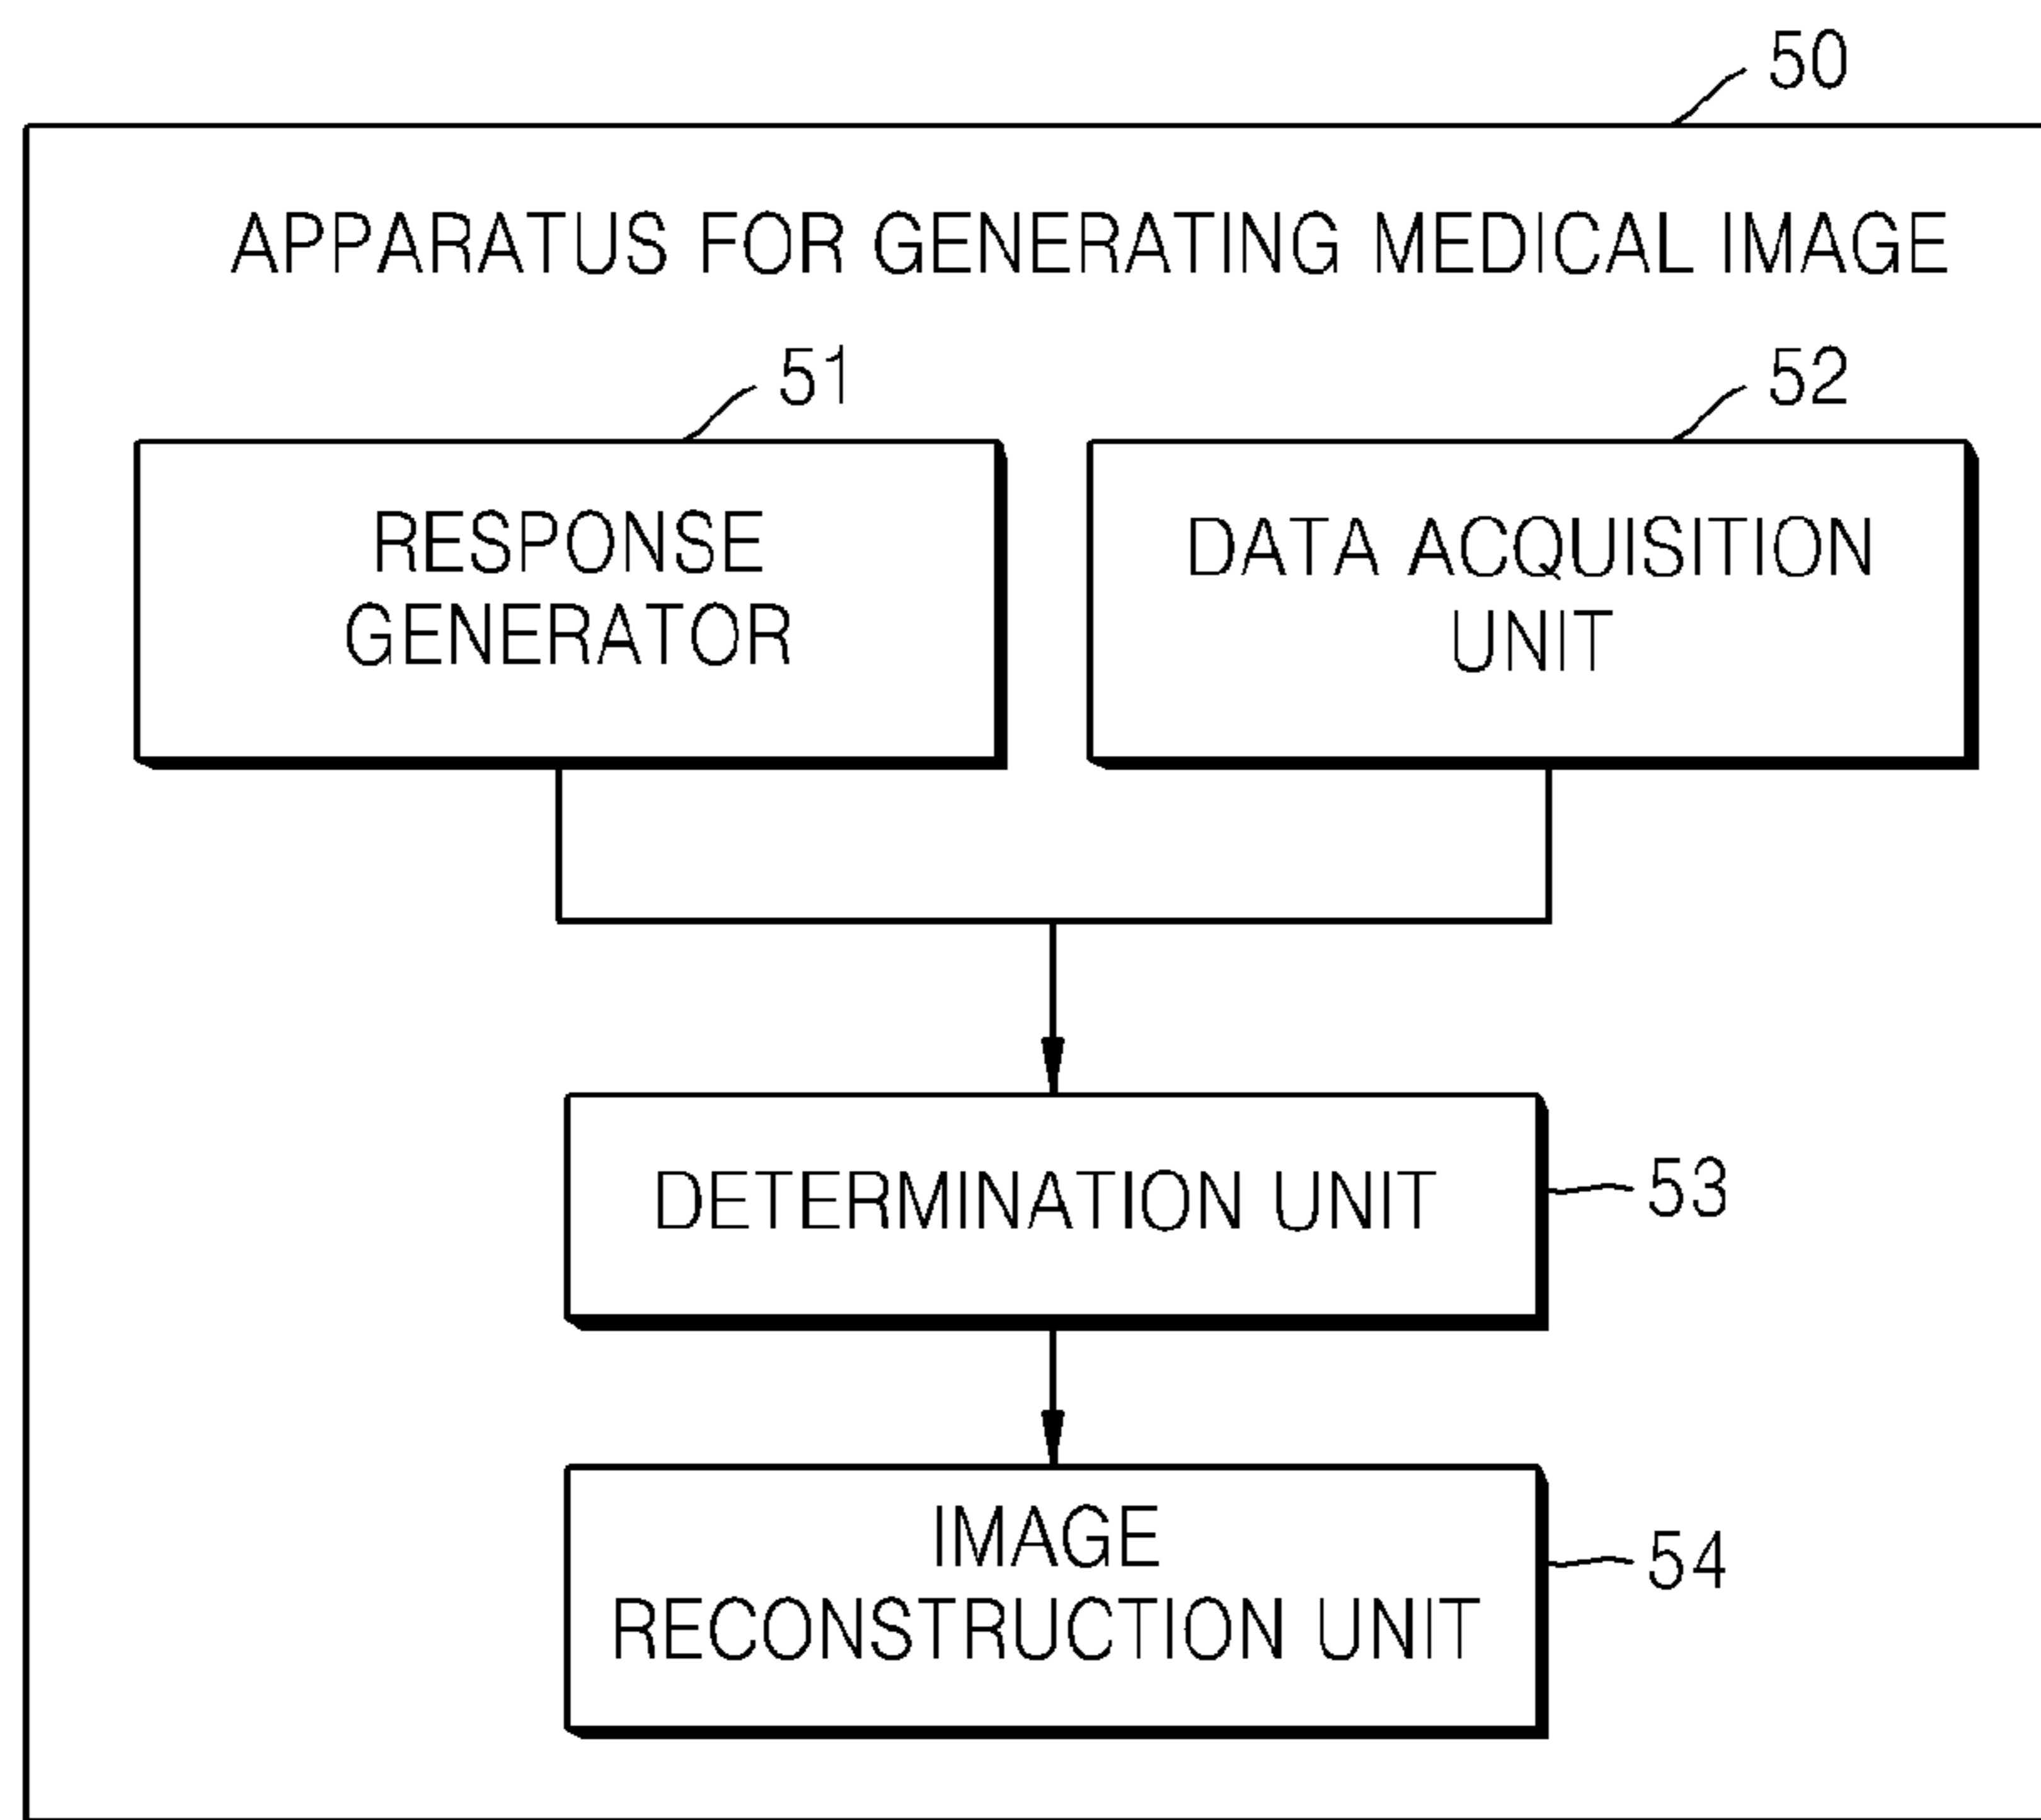 50
APPARATUS FOR GENERATING MEDICAL IMAGE
51
52
RESPONSE
GENERATOR
DATA ACQUISITION
UNIT
DETERMINATION UNIT
53
IMAGE
RECONSTRUCTION UNIT
54